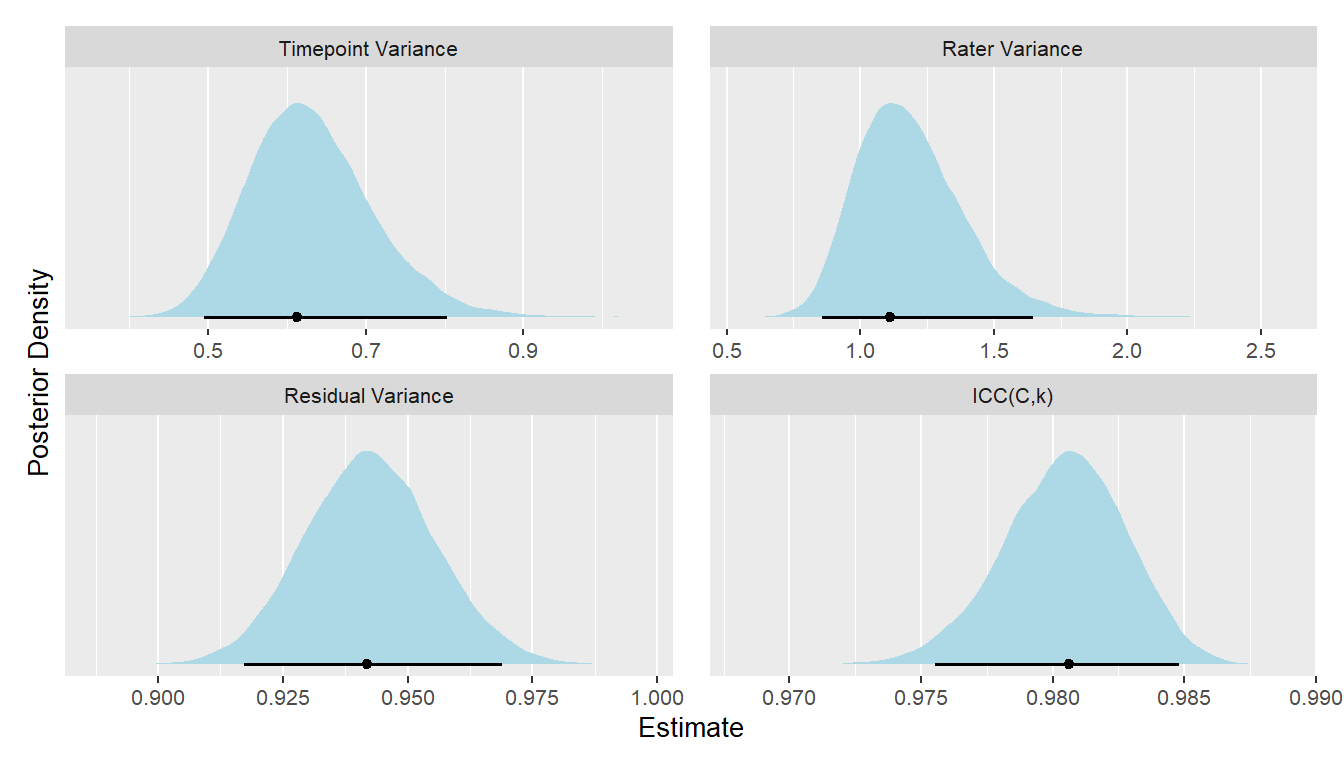 Timepoint Variance
Rater Variance
0.5 0.7 0.9
0.5 1.0 1.5 2.0 2.5
Posterior Density
Residual Variance
ICC(C,k)
0.900 0.925 0.950 0.975 1.000
0.970 0.975 0.980 0.985 0.990
Estimate